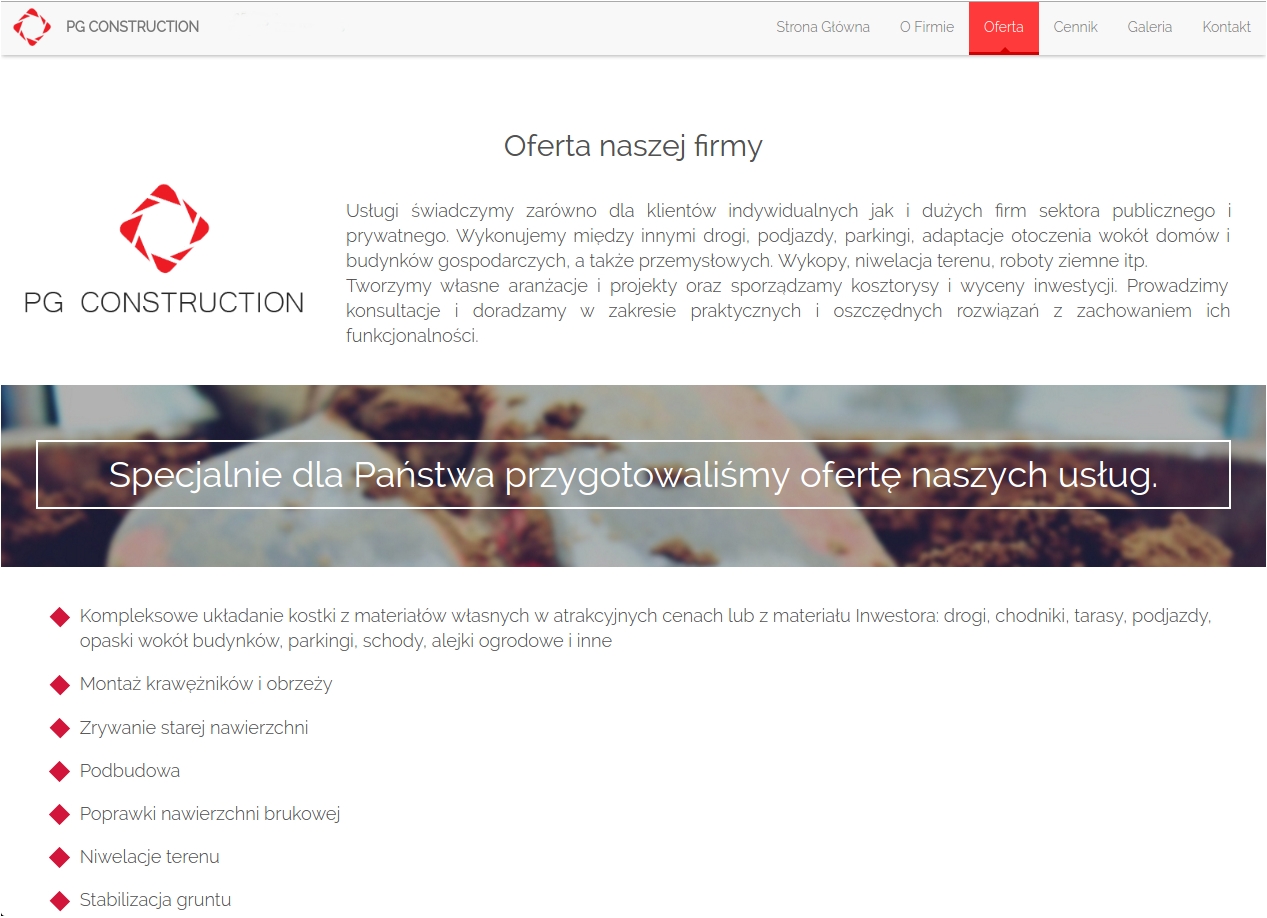 PG CONSTRUCTION
Strona Główna
O Firmie
Oferta
Cennik
Galeria
Kontakt
Oferta naszej firmy
PG CONSTRUCTION
Usługi świadczymy zarówno dla klientów indywidualnych jak i dużych firm sektora publicznego i
prywatnego. Wykonujemy między innymi drogi, podjazdy, parkingi, adaptacje otoczenia wokół domów i
budynków gospodarczych, a także przemysłowych. Wykopy, niwelacja terenu, roboty ziemne itp.
Tworzymy własne aranżacje i projekty oraz sporządzamy kosztorysy i wyceny inwestycji. Prowadzimy
konsultacje i doradzamy w zakresie praktycznych i oszczędnych rozwiązań z zachowaniem ich
funkcjonalności.
Specjalnie dla Państwa przygotowaliśmy ofertę naszych usług.
Kompleksowe układanie kostki z materiałów własnych w atrakcyjnych cenach lub z materiału Inwestora: drogi, chodniki, tarasy, podjazdy,
opaski wokół budynków, parkingi, schody, alejki ogrodowe i inne
Montaż krawężników i obrzeży
Zrywanie starej nawierzchni
Podbudowa
Poprawki nawierzchni brukowej
Niwelacje terenu
Stabilizacja gruntu